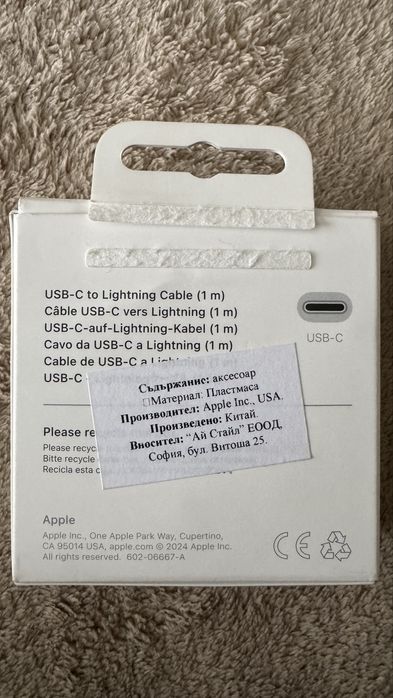 USB-C to Lightning Cable (1 m)
Câble USB-C vers Lightning (1 m)
USB-C-auf-Lightning-Kabel (1 m)
Cavo da USB-C a Lightning (1 m)
Cable de USB-C a Lightning (1 m)
USB-C
USB-C
Съдържание: аксесоар
Материал: Пластмаса
Производител: Apple Inc., USA.
Произведено: Китай.
Вносител: "Ай Стайл" ЕООД,
София, бул. Витоша 25.
Please
Please
Bitte recycle
Recicla esta
Apple
Apple Inc., One Apple Park Way, Cupertino,
CA 95014 USA, apple.com © 2024 Apple Inc.
All rights reserved. 602-06667-A
CE